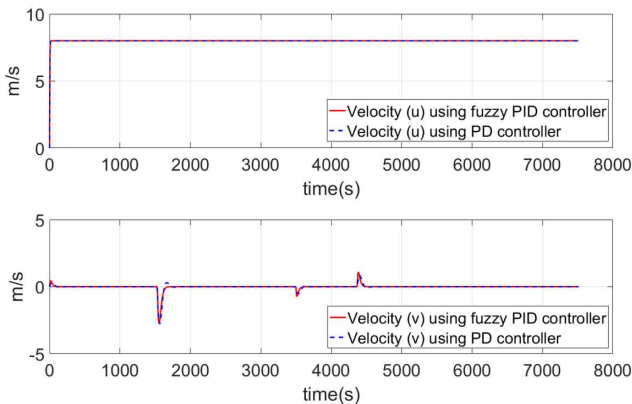 10
5
0
m/s
Velocity (u) using fuzzy PID controller
Velocity (u) using PD controller
0 1000 2000 3000 4000 5000 6000 7000 8000
time(s)
5
0
-5
m/s
Velocity (v) using fuzzy PID controller
Velocity (v) using PD controller
0 1000 2000 3000 4000 5000 6000 7000 8000
time(s)